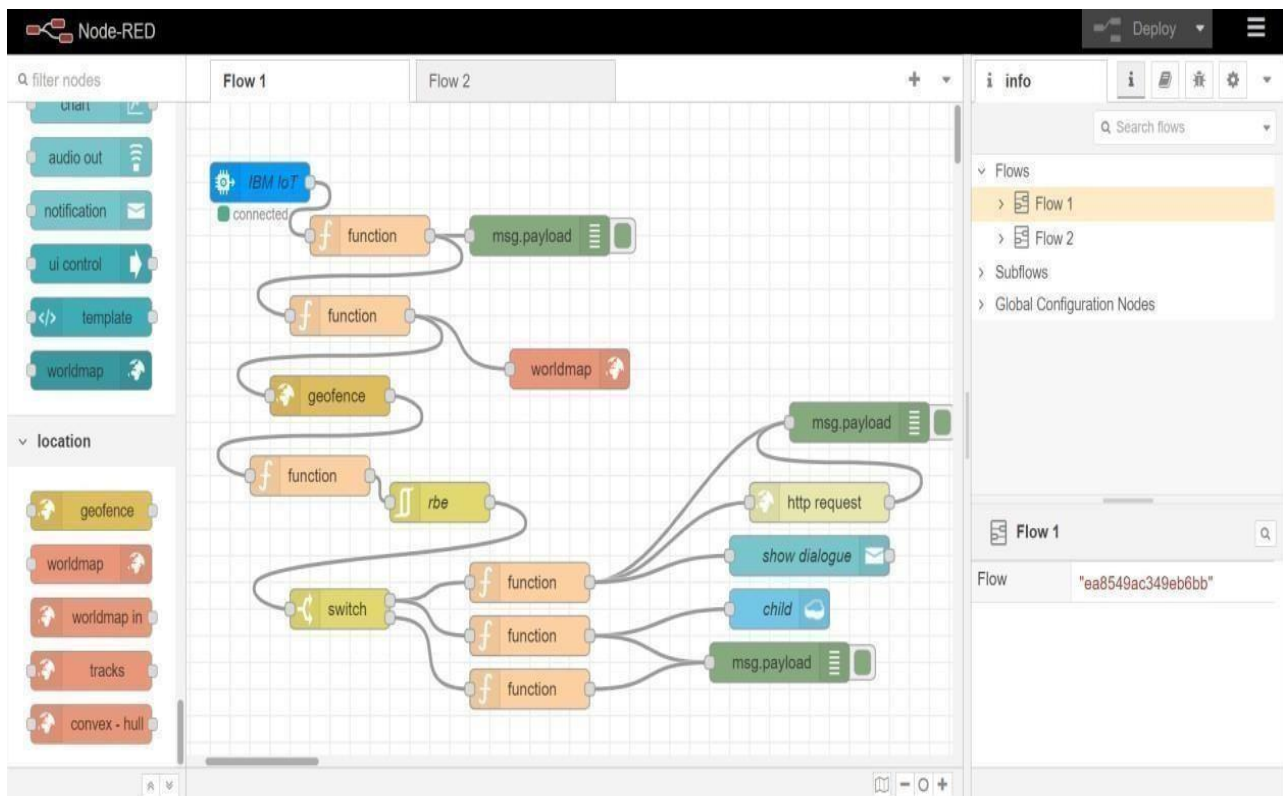 Node-RED
Deploy
filter nodes
Flow 1
Flow 2
info
i
chart
audio out
notification
ui control
template
worldmap
location
geofence
worldmap
worldmap in
tracks
convex - hull
IBM IoT
connected
function
msg.payload
function
worldmap
geofence
msg.payload
function
rbe
http request
show dialogue
function
switch
child
function
msg.payload
function
Search flows
Flows
Flow 1
Flow 2
Subflows
Global Configuration Nodes
Flow 1
Flow
"ea8549ac349eb6bb"